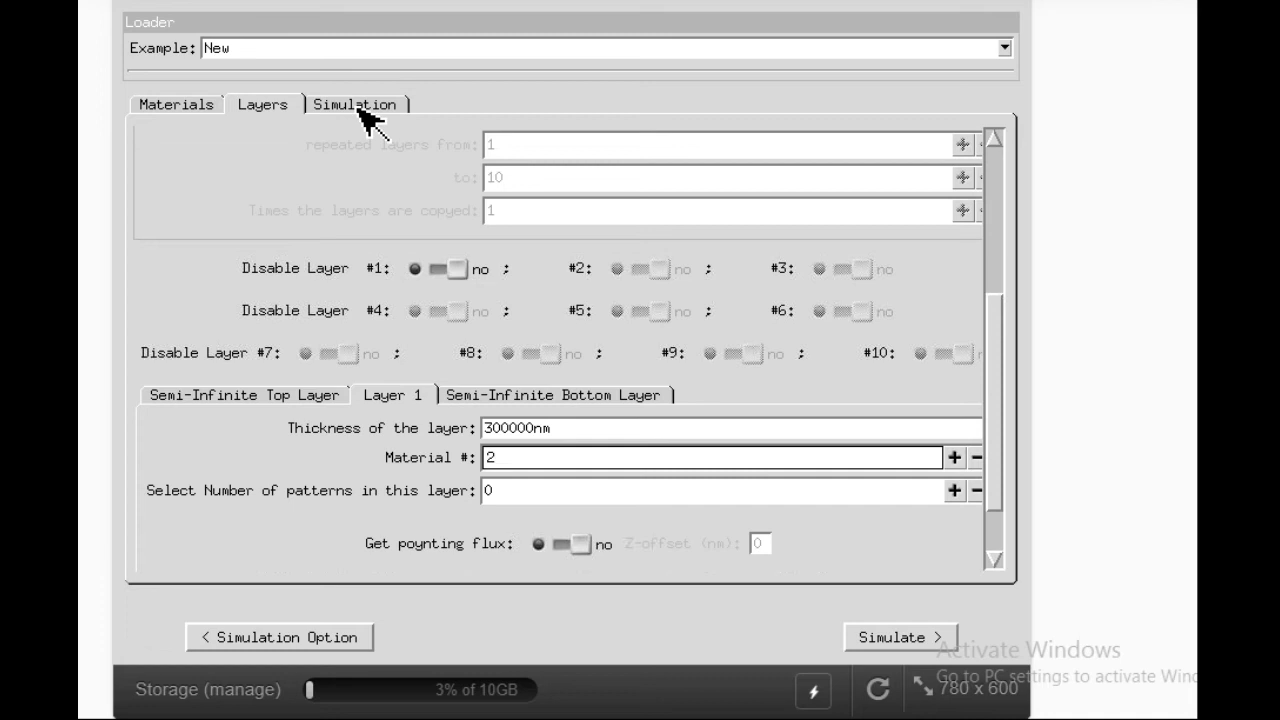 Loader
Example: New
Materials Layers Simulation
repeated layers from: 1
to: 10
Times the layers are copyed: 1
Disable Layer #1: no ; #2: no ; #3: no
Disable Layer #4: no ; #5: no ; #6: no
Disable Layer #7: no ; #8: no ; #9: no ; #10:
Semi-Infinite Top Layer Layer 1 Semi-Infinite Bottom Layer
Thickness of the layer: 300000nm
Material #: 2
Select Number of patterns in this layer: 0
Get poynting flux: no Z-offset (nm): 0
< Simulation Option Simulate >
Activate Windows
Go to PC settings to activate
Storage (manage) 3% of 10GB 780 x 600